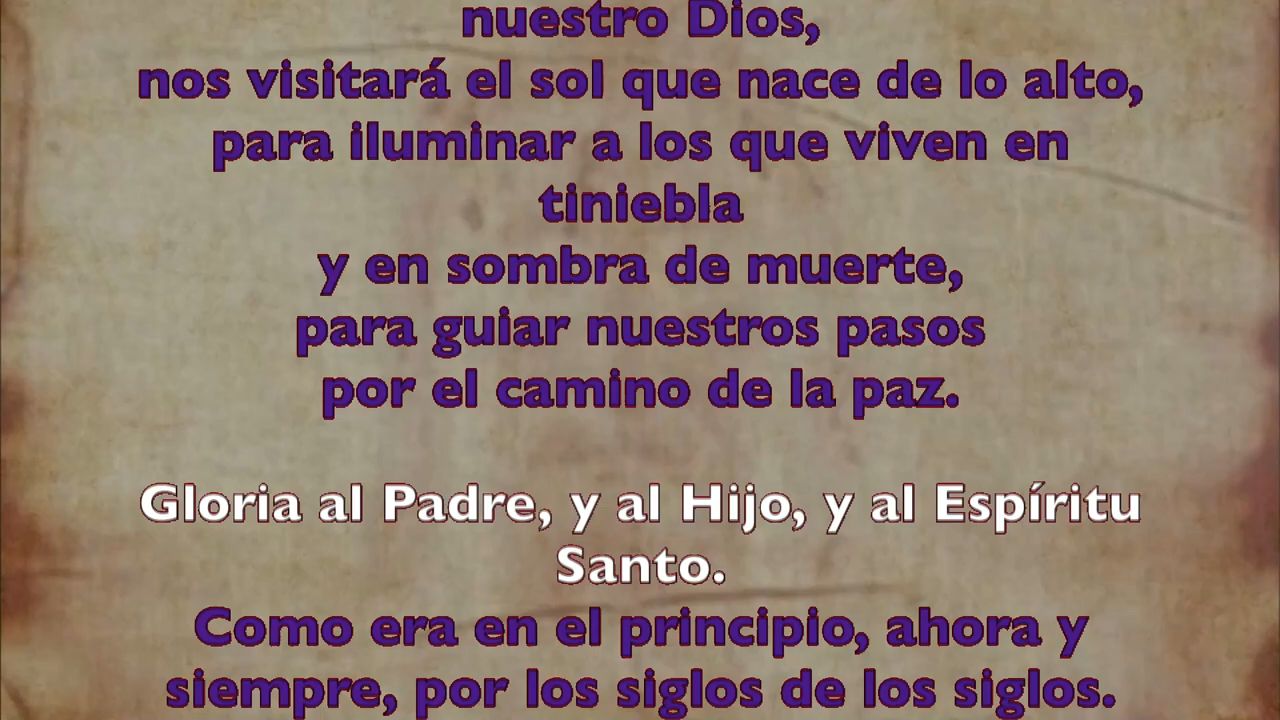 nuestro Dios,
nos visitará el sol que nace de lo alto,
para iluminar a los que viven en
tiniebla
y en sombra de muerte,
para guiar nuestros pasos
por el camino de la paz.
Gloria al Padre, y al Hijo, y al Espíritu
Santo.
Como era en el principio, ahora y
siempre, por los siglos de los siglos.